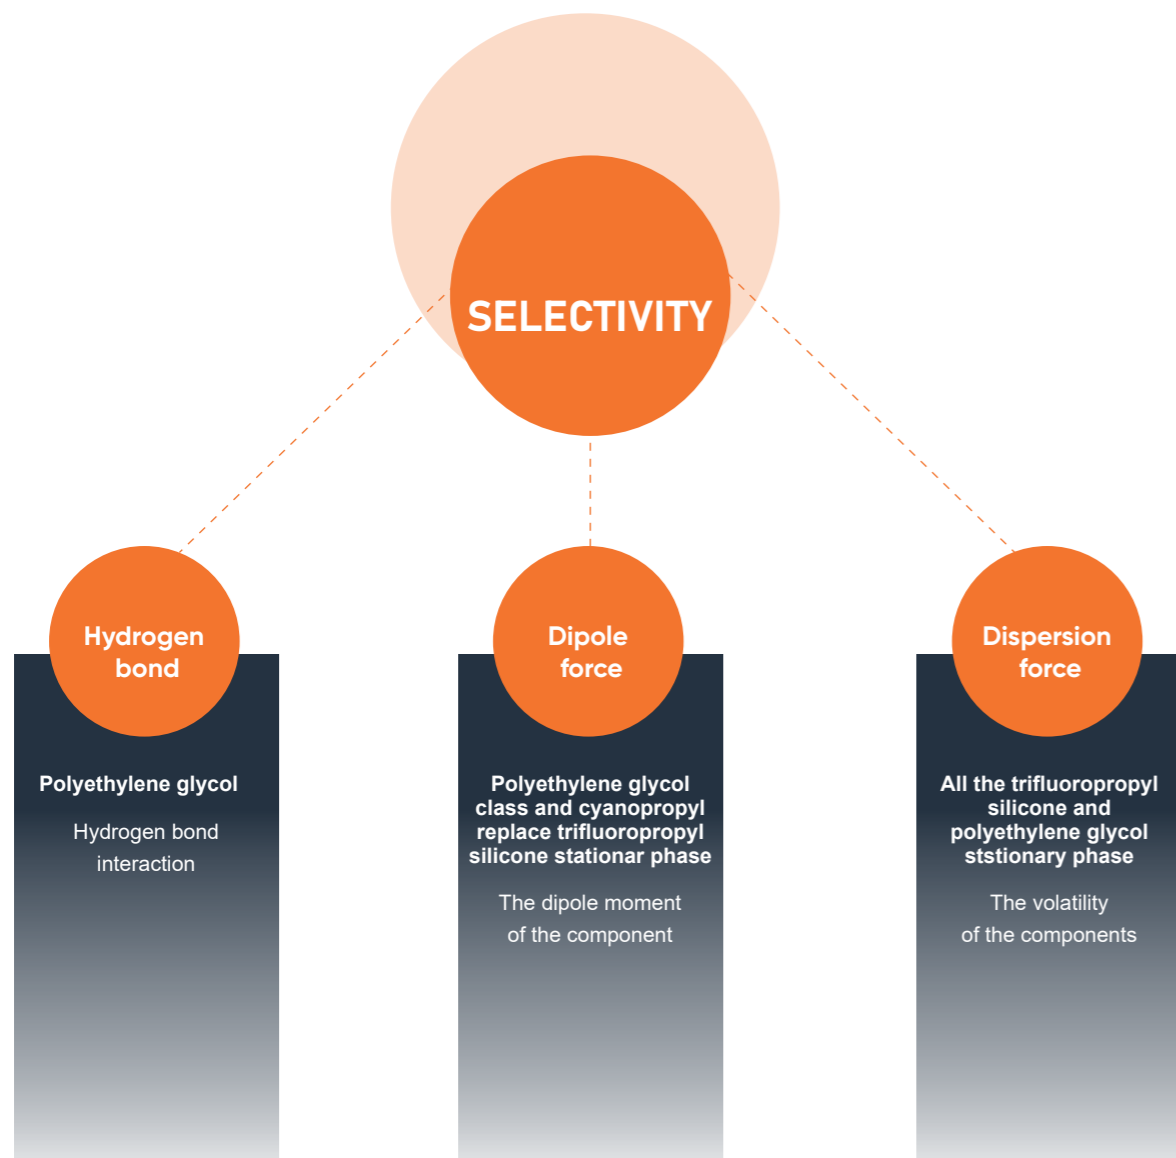 SELECTIVITY
Hydrogen
bond
Polyethylene glycol
Hydrogen bond
interaction
Dipole
force
Polyethylene glycol
class and cyanopropyl
replace trifluoropropyl
silicone stationar phase
The dipole moment
of the component
Dispersion
force
All the trifluoropropyl
silicone and
polyethylene glycol
ststionary phase
The volatility
of the components